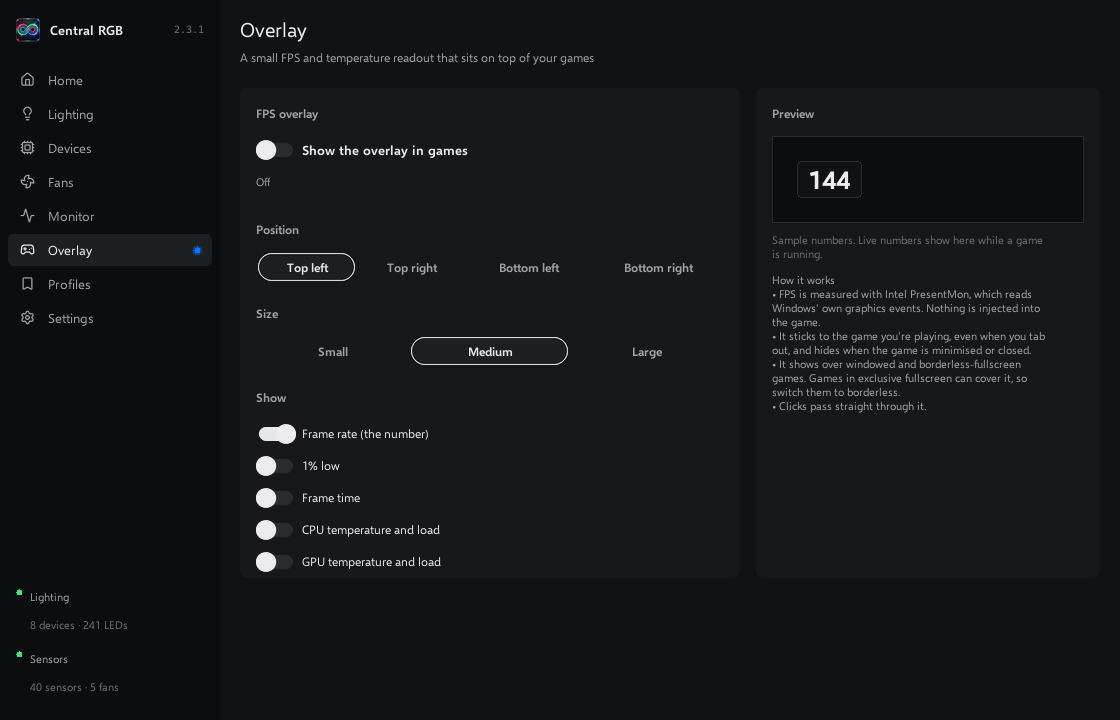 Central RGB
2.3.1
Home
Lighting
Devices
Fans
Monitor
Overlay
Profiles
Settings
Lighting
8 devices · 241 LEDs
Sensors
40 sensors · 5 fans
Overlay
A small FPS and temperature readout that sits on top of your games
FPS overlay
Show the overlay in games
Off
Position
Top left
Top right
Bottom left
Bottom right
Size
Small
Medium
Large
Show
Frame rate (the number)
1% low
Frame time
CPU temperature and load
GPU temperature and load
Preview
144
Sample numbers. Live numbers show here while a game
is running.
How it works
• FPS is measured with Intel PresentMon, which reads
Windows' own graphics events. Nothing is injected into
the game.
• It sticks to the game you're playing, even when you tab
out, and hides when the game is minimised or closed.
• It shows over windowed and borderless-fullscreen
games. Games in exclusive fullscreen can cover it, so
switch them to borderless.
• Clicks pass straight through it.